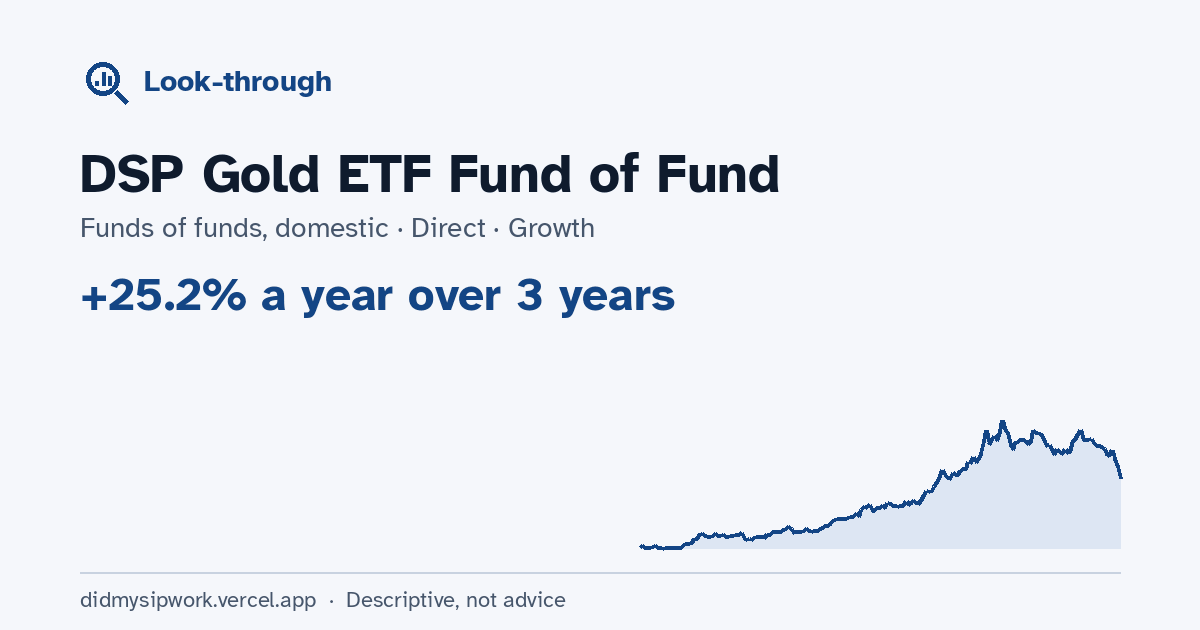 Look-through
DSP Gold ETF Fund of Fund
Funds of funds, domestic · Direct · Growth
+25.2% a year over 3 years
didmysipwork.vercel.app · Descriptive, not advice